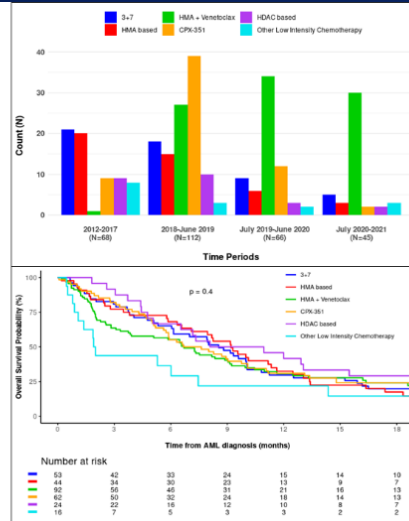 3+7 HMA + Venetoclax HDAC based
HMA based CPX-351 Other Low Intensity Chemotherapy
Count (N)
40
30
20
10
0
2012-2017 2018-June 2019 July 2019-June 2020 July 2020-2021
(N=68) (N=112) (N=66) (N=45)
Time Periods
Overall Survival Probability (%)
100
75
50
25
0
p = 0.4
3+7
HMA based
HMA + Venetoclax
CPX-351
HDAC based
Other Low Intensity Chemotherapy
0 3 6 9 12 15 18
Time from AML diagnosis (months)
Number at risk
53 42 33 24 15 14 10
44 34 30 23 13 9 7
92 56 46 31 21 16 13
62 50 32 24 18 14 13
24 22 16 12 10 8 7
16 7 5 3 3 2 2